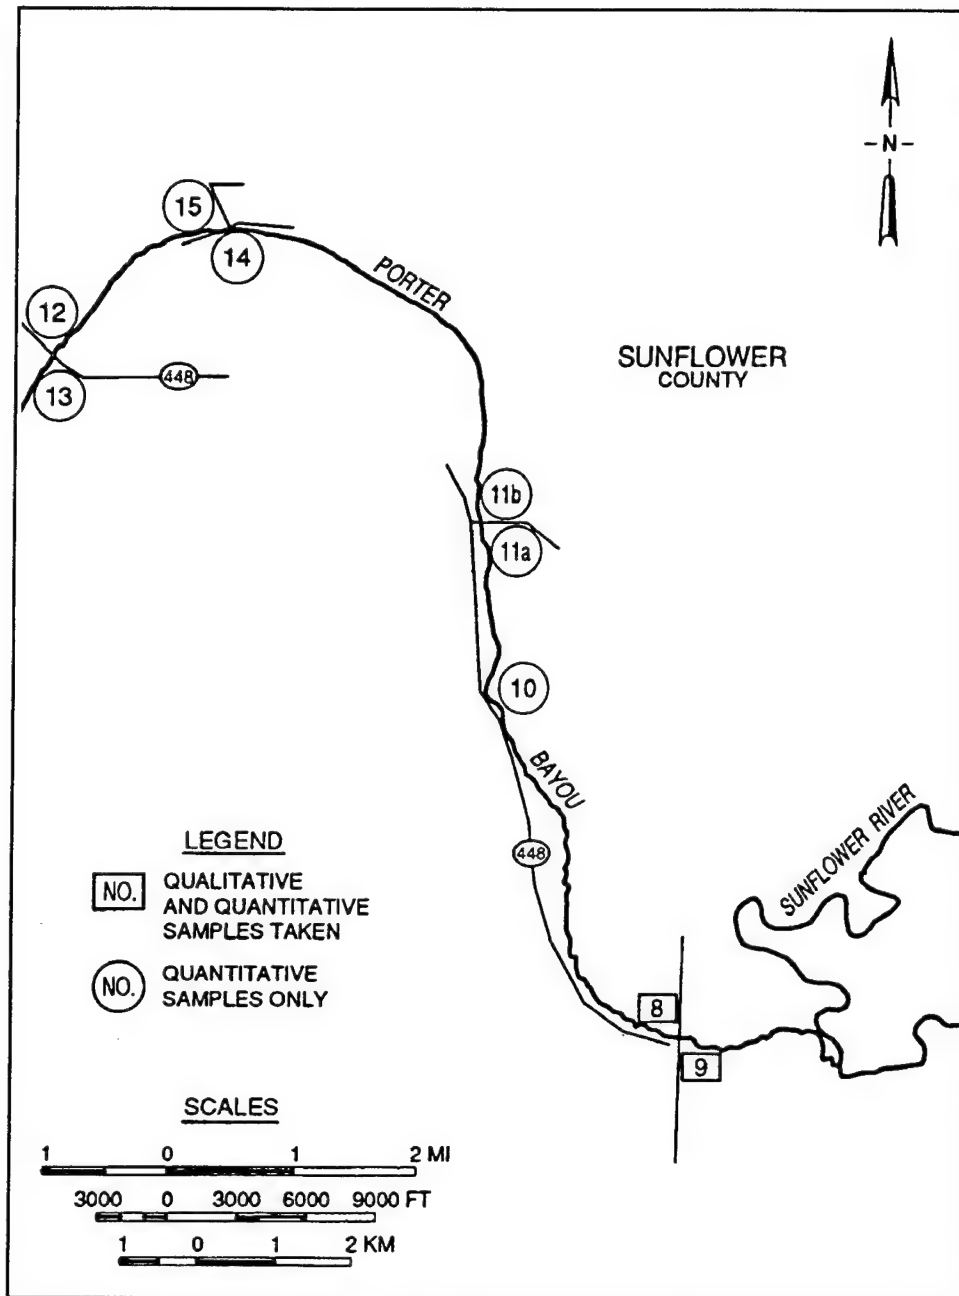 - N -
15
14
PORTER
12
SUNFLOWER
COUNTY
448
13
11b
11a
10
BAYOU
SUNFLOWER RIVER
LEGEND
448
NO. QUALITATIVE
AND QUANTITATIVE
SAMPLES TAKEN
NO. QUANTITATIVE
SAMPLES ONLY
8
9
SCALES
1 0 1 2 MI
3000 0 3000 6000 9000 FT
1 0 1 2 KM